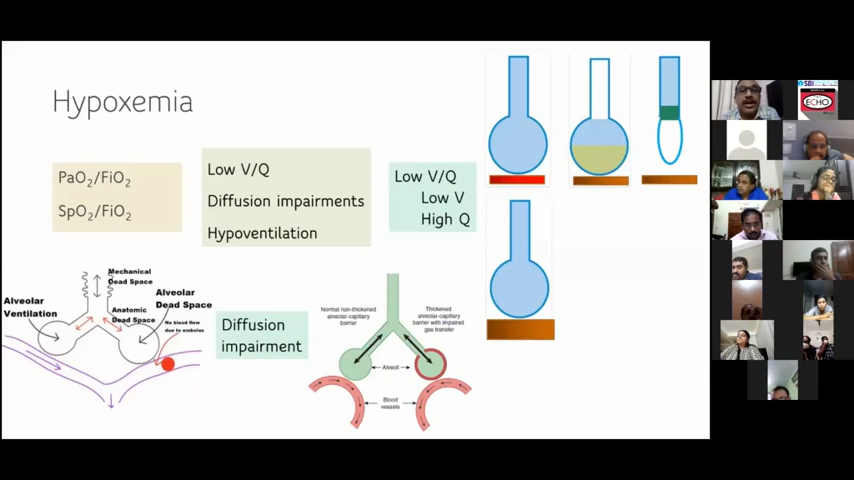 Hypoxemia
PaO2/FiO2
SpO2/FiO2
Low V/Q
Diffusion impairments
Hypoventilation
Low V/Q
Low V
High Q
Mechanical
Dead Space
Alveolar
Dead Space
Alveolar
Ventilation
Anatomic
Dead Space
No blood flow
due to embolus
Diffusion
impairment
Normal non-thickened
alveolar-capillary
barrier
Thickened
alveolar-capillary
barrier with impaired
gas transfer
Alveoli
Blood
vessels
SBI
ECHO